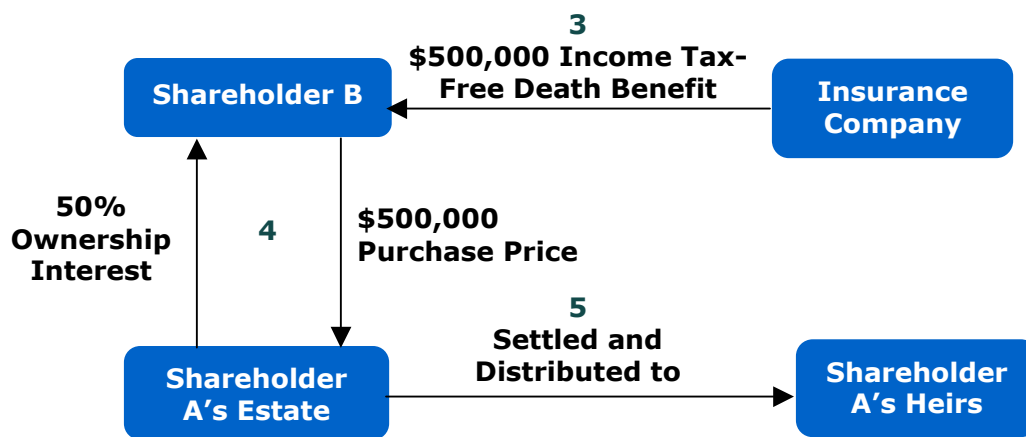 3
$500,000 Income Tax-
Free Death Benefit
Shareholder B
Insurance
Company
50%
Ownership
Interest
4
$500,000
Purchase Price
5
Settled and
Distributed to
Shareholder
A's Estate
Shareholder
A's Heirs